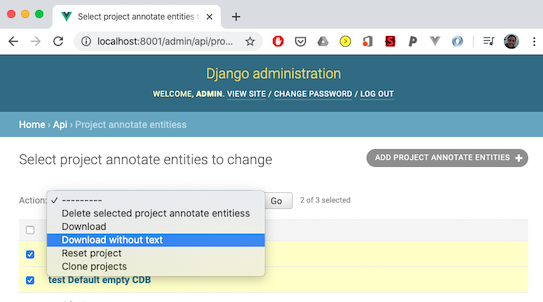 Select project annotate entities to
localhost:8001/admin/api/pro...
Django administration
WELCOME, ADMIN. VIEW SITE / CHANGE PASSWORD / LOG OUT
Home › Api › Project annotate entitiess
Select project annotate entities to change
ADD PROJECT ANNOTATE ENTITIES +
Action: ✓ ---------
Go 2 of 3 selected
Delete selected project annotate entitiess
Download
Download without text
Reset project
Clone projects
test Default empty CDB